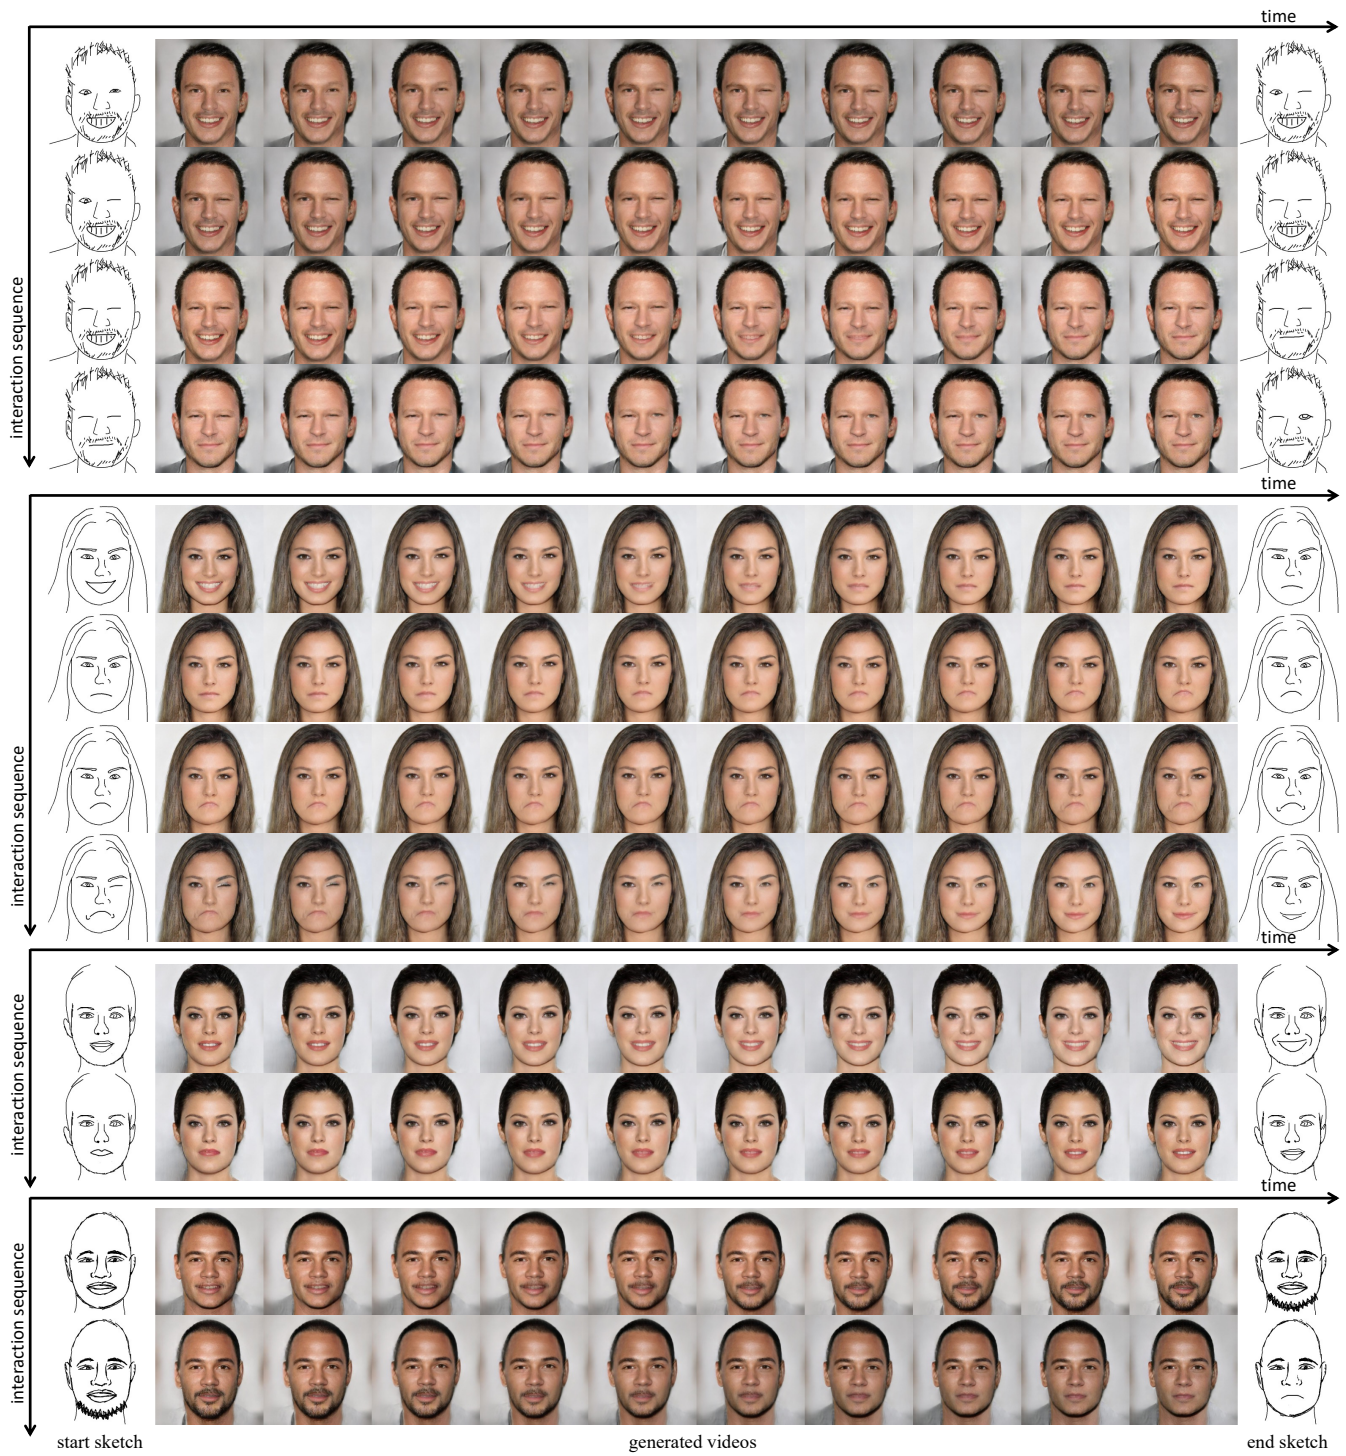 time
interaction sequence
time
interaction sequence
time
interaction sequence
time
interaction sequence
start sketch
generated videos
end sketch